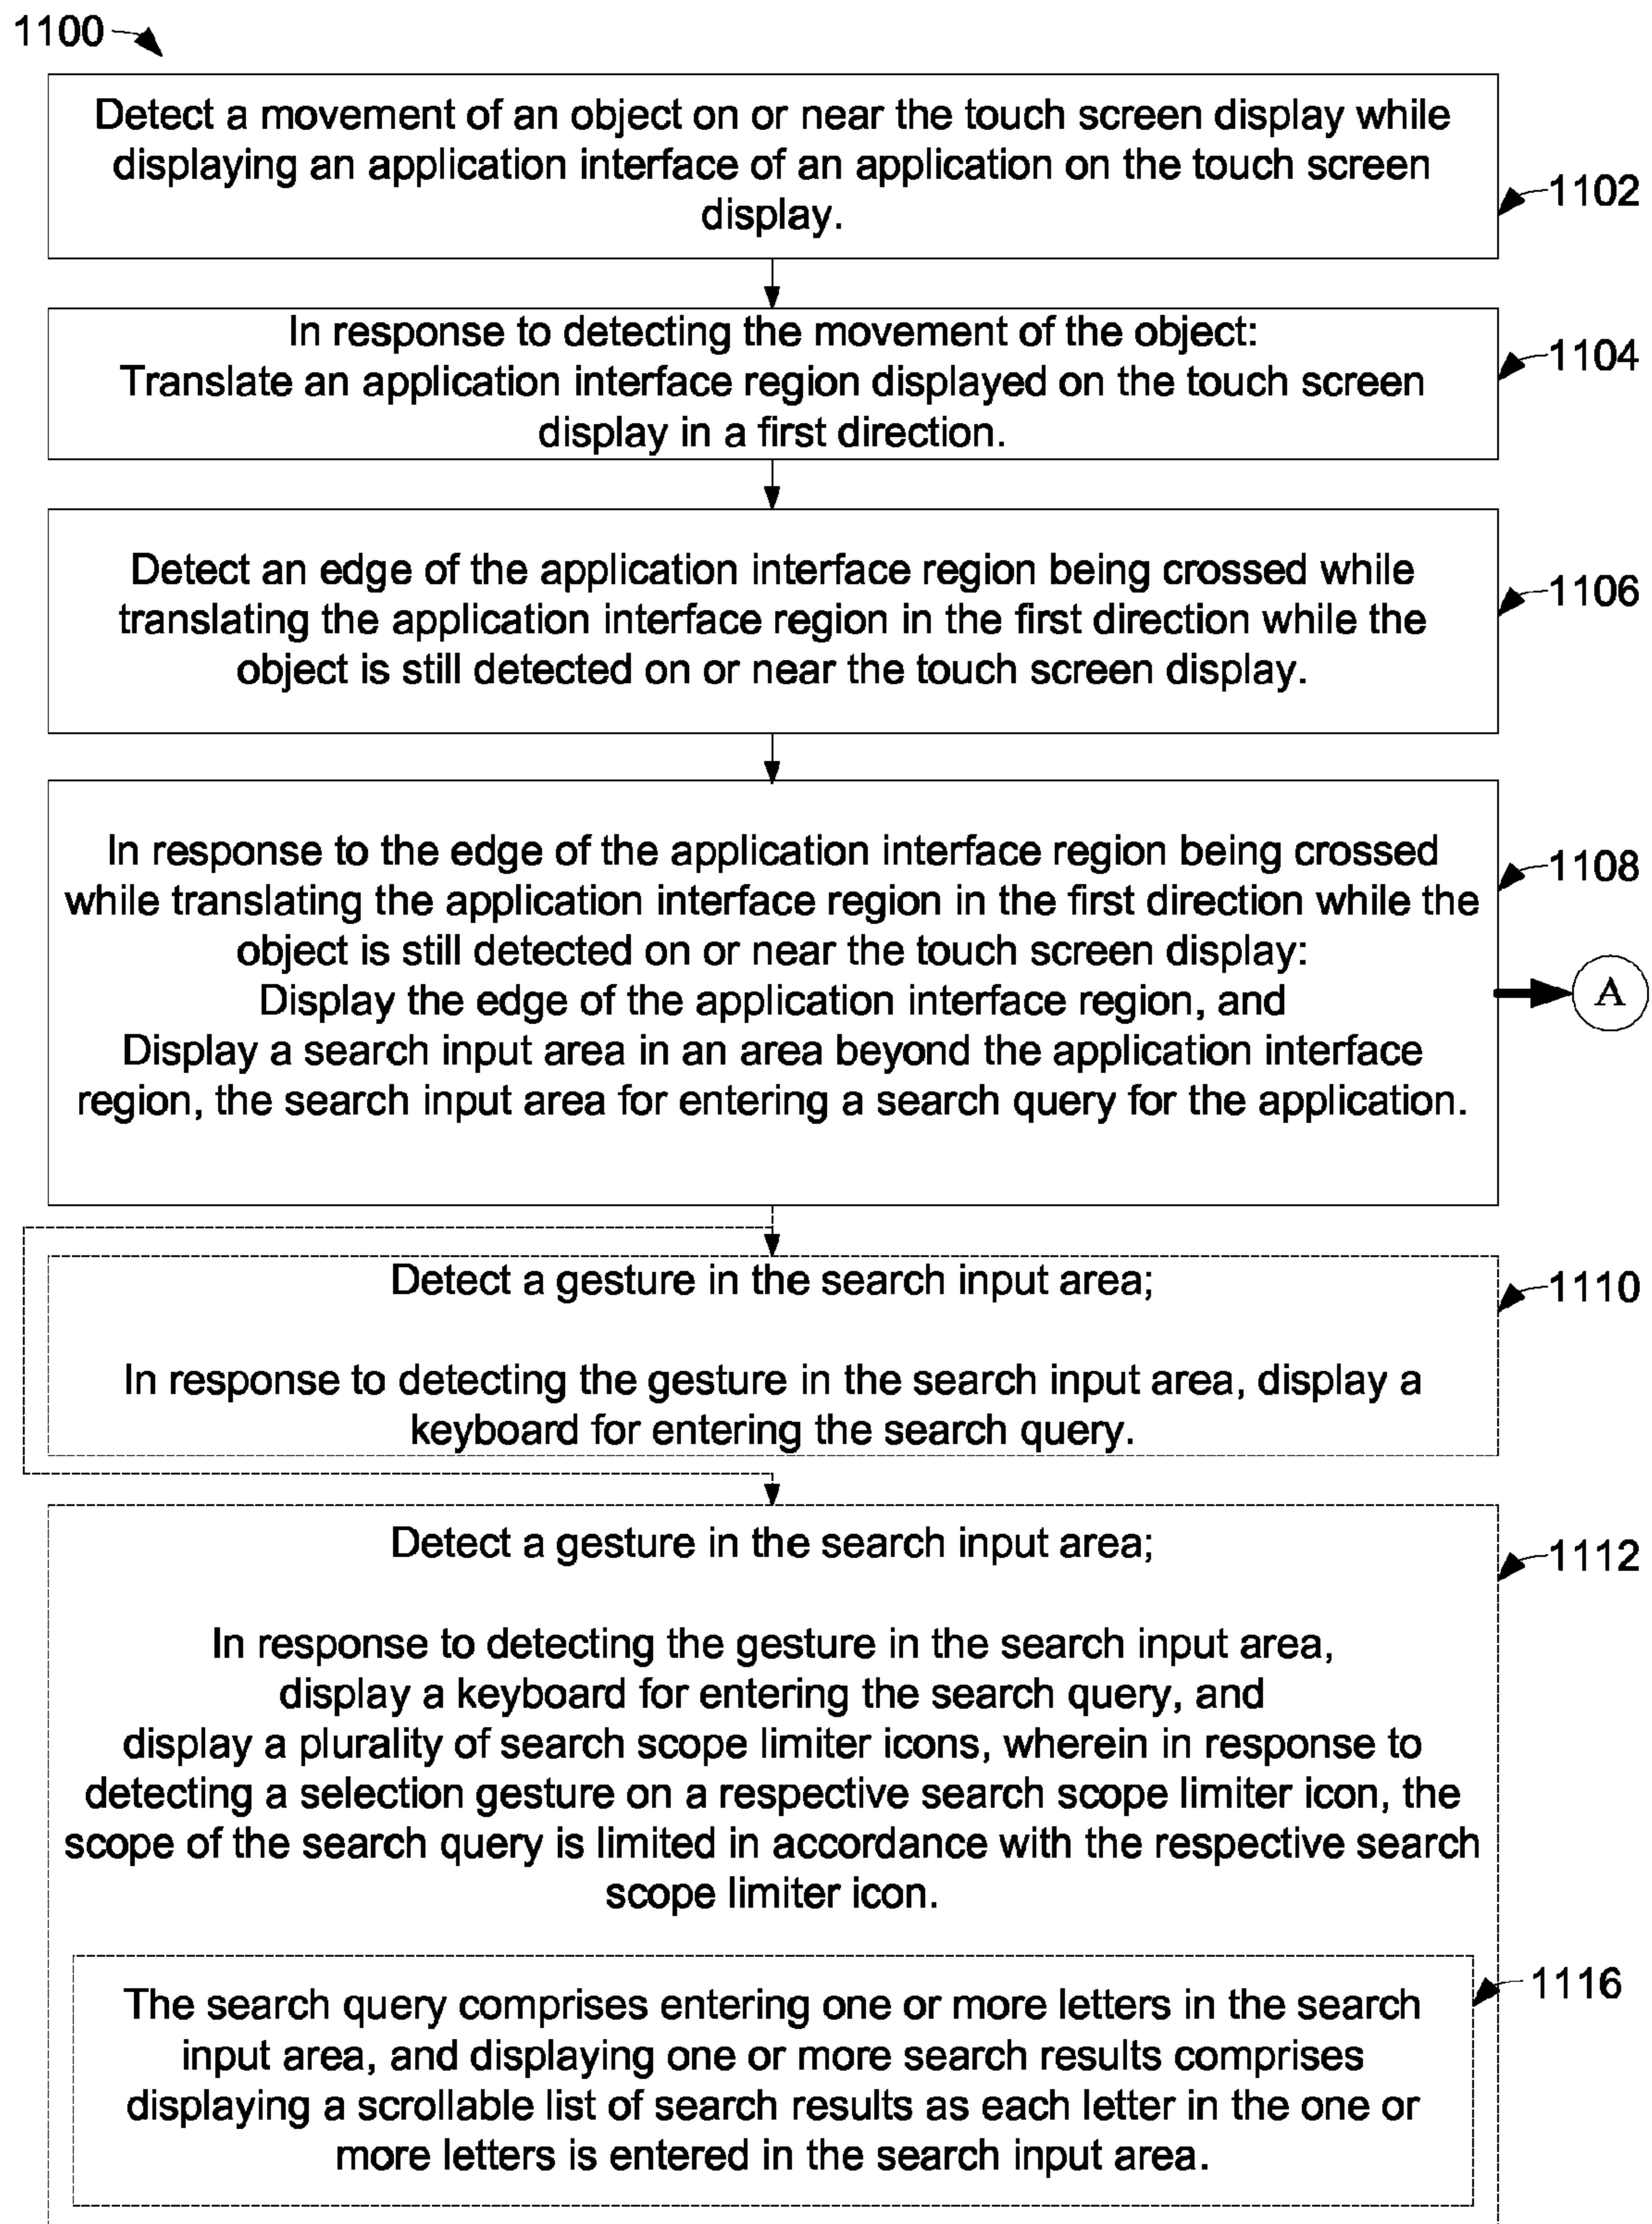 1100
Detect a movement of an object on or near the touch screen display while
displaying an application interface of an application on the touch screen
display.
1102
In response to detecting the movement of the object:
Translate an application interface region displayed on the touch screen
display in a first direction.
1104
Detect an edge of the application interface region being crossed while
translating the application interface region in the first direction while the
object is still detected on or near the touch screen display.
1106
In response to the edge of the application interface region being crossed
while translating the application interface region in the first direction while the
object is still detected on or near the touch screen display:
Display the edge of the application interface region, and
Display a search input area in an area beyond the application interface
region, the search input area for entering a search query for the application.
1108
A
Detect a gesture in the search input area;
In response to detecting the gesture in the search input area, display a
keyboard for entering the search query.
1110
Detect a gesture in the search input area;
In response to detecting the gesture in the search input area,
display a keyboard for entering the search query, and
display a plurality of search scope limiter icons, wherein in response to
detecting a selection gesture on a respective search scope limiter icon, the
scope of the search query is limited in accordance with the respective search
scope limiter icon.
1112
The search query comprises entering one or more letters in the search
input area, and displaying one or more search results comprises
displaying a scrollable list of search results as each letter in the one or
more letters is entered in the search input area.
1116